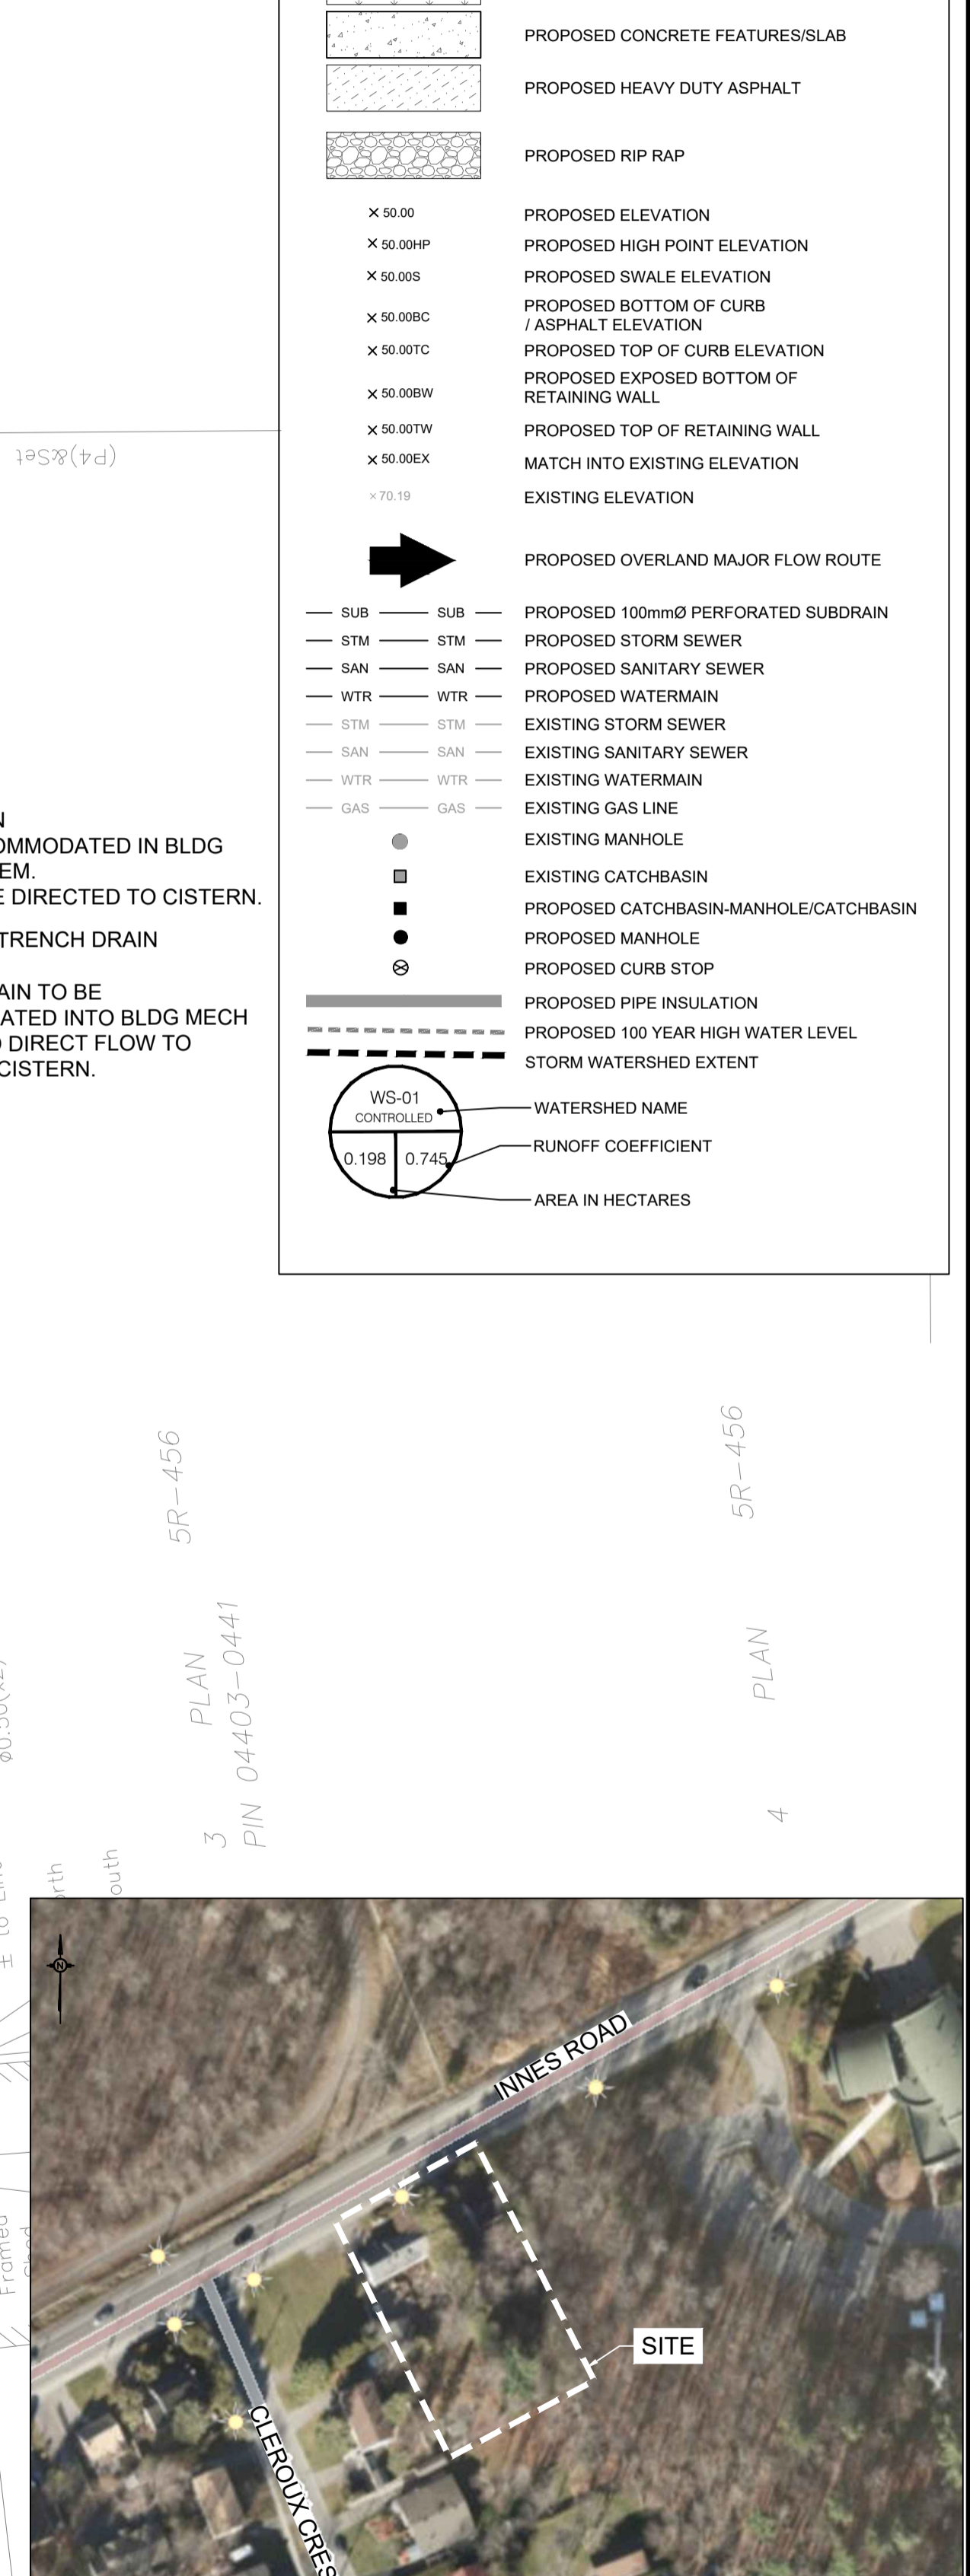 PROPOSED CONCRETE FEATURES/SLAB
PROPOSED HEAVY DUTY ASPHALT
PROPOSED RIP RAP
× 50.00 PROPOSED ELEVATION
× 50.00HP PROPOSED HIGH POINT ELEVATION
× 50.00S PROPOSED SWALE ELEVATION
× 50.00BC PROPOSED BOTTOM OF CURB
/ ASPHALT ELEVATION
× 50.00TC PROPOSED TOP OF CURB ELEVATION
× 50.00BW PROPOSED EXPOSED BOTTOM OF
RETAINING WALL
× 50.00TW PROPOSED TOP OF RETAINING WALL
× 50.00EX MATCH INTO EXISTING ELEVATION
× 70.19 EXISTING ELEVATION
PROPOSED OVERLAND MAJOR FLOW ROUTE
SUB SUB PROPOSED 100mmØ PERFORATED SUBDRAIN
STM STM PROPOSED STORM SEWER
SAN SAN PROPOSED SANITARY SEWER
WTR WTR PROPOSED WATERMAIN
STM STM EXISTING STORM SEWER
SAN SAN EXISTING SANITARY SEWER
WTR WTR EXISTING WATERMAIN
GAS GAS EXISTING GAS LINE
EXISTING MANHOLE
EXISTING CATCHBASIN
PROPOSED CATCHBASIN-MANHOLE/CATCHBASIN
PROPOSED MANHOLE
PROPOSED CURB STOP
PROPOSED PIPE INSULATION
PROPOSED 100 YEAR HIGH WATER LEVEL
STORM WATERSHED EXTENT
WS-01
CONTROLLED
0.198 0.745
WATERSHED NAME
RUNOFF COEFFICIENT
AREA IN HECTARES
(P4)&Set
N
OMMODATED IN BLDG
EM.
E DIRECTED TO CISTERN.
TRENCH DRAIN
AIN TO BE
ATED INTO BLDG MECH
D DIRECT FLOW TO
CISTERN.
3 PLAN 5R-456
PIN 04403-0441
4 PLAN 5R-456
orth
outh
± to Line
Framed
Shed
N
INNES ROAD
SITE
CLEROUX CRES